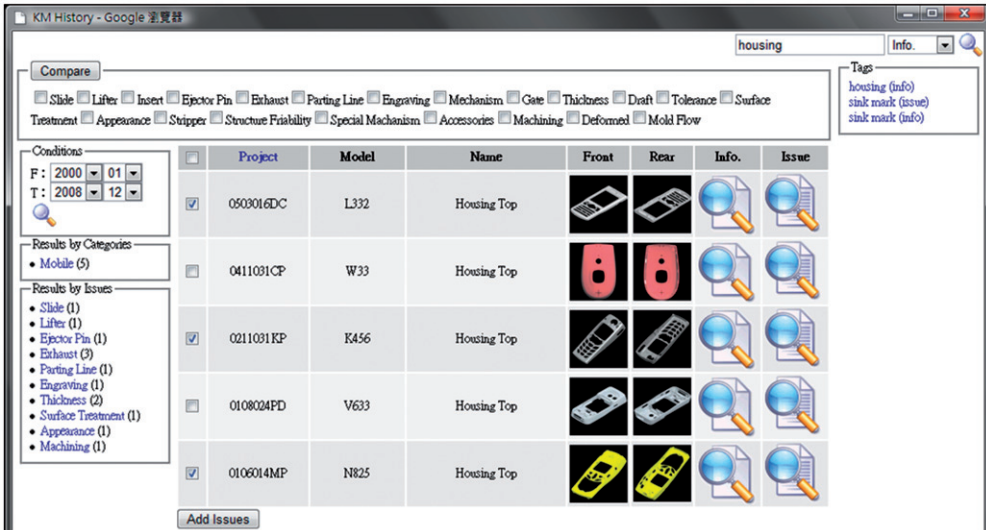 KM History - Google 瀏覽器
housing Info.
Compare
Slide Lifter Insert Ejector Pin Exhaust Parting Line Engraving Mechanism Gate Thickness Draft Tolerance Surface
Treatment Appearance Stripper Structure Friability Special Machanism Accessories Machining Deformed Mold Flow
Tags
housing (info)
sink mark (issue)
sink mark (info)
Conditions
F: 2000 01
T: 2008 12
Results by Categories
Mobile (5)
Results by Issues
Slide (1)
Lifter (1)
Ejector Pin (1)
Exhaust (3)
Parting Line (1)
Engraving (1)
Thickness (2)
Surface Treatment (1)
Appearance (1)
Machining (1)
Project Model Name Front Rear Info. Issue
0503016DC L332 Housing Top
0411031CP W33 Housing Top
0211031KP K456 Housing Top
0108024PD V633 Housing Top
0106014MP N825 Housing Top
Add Issues